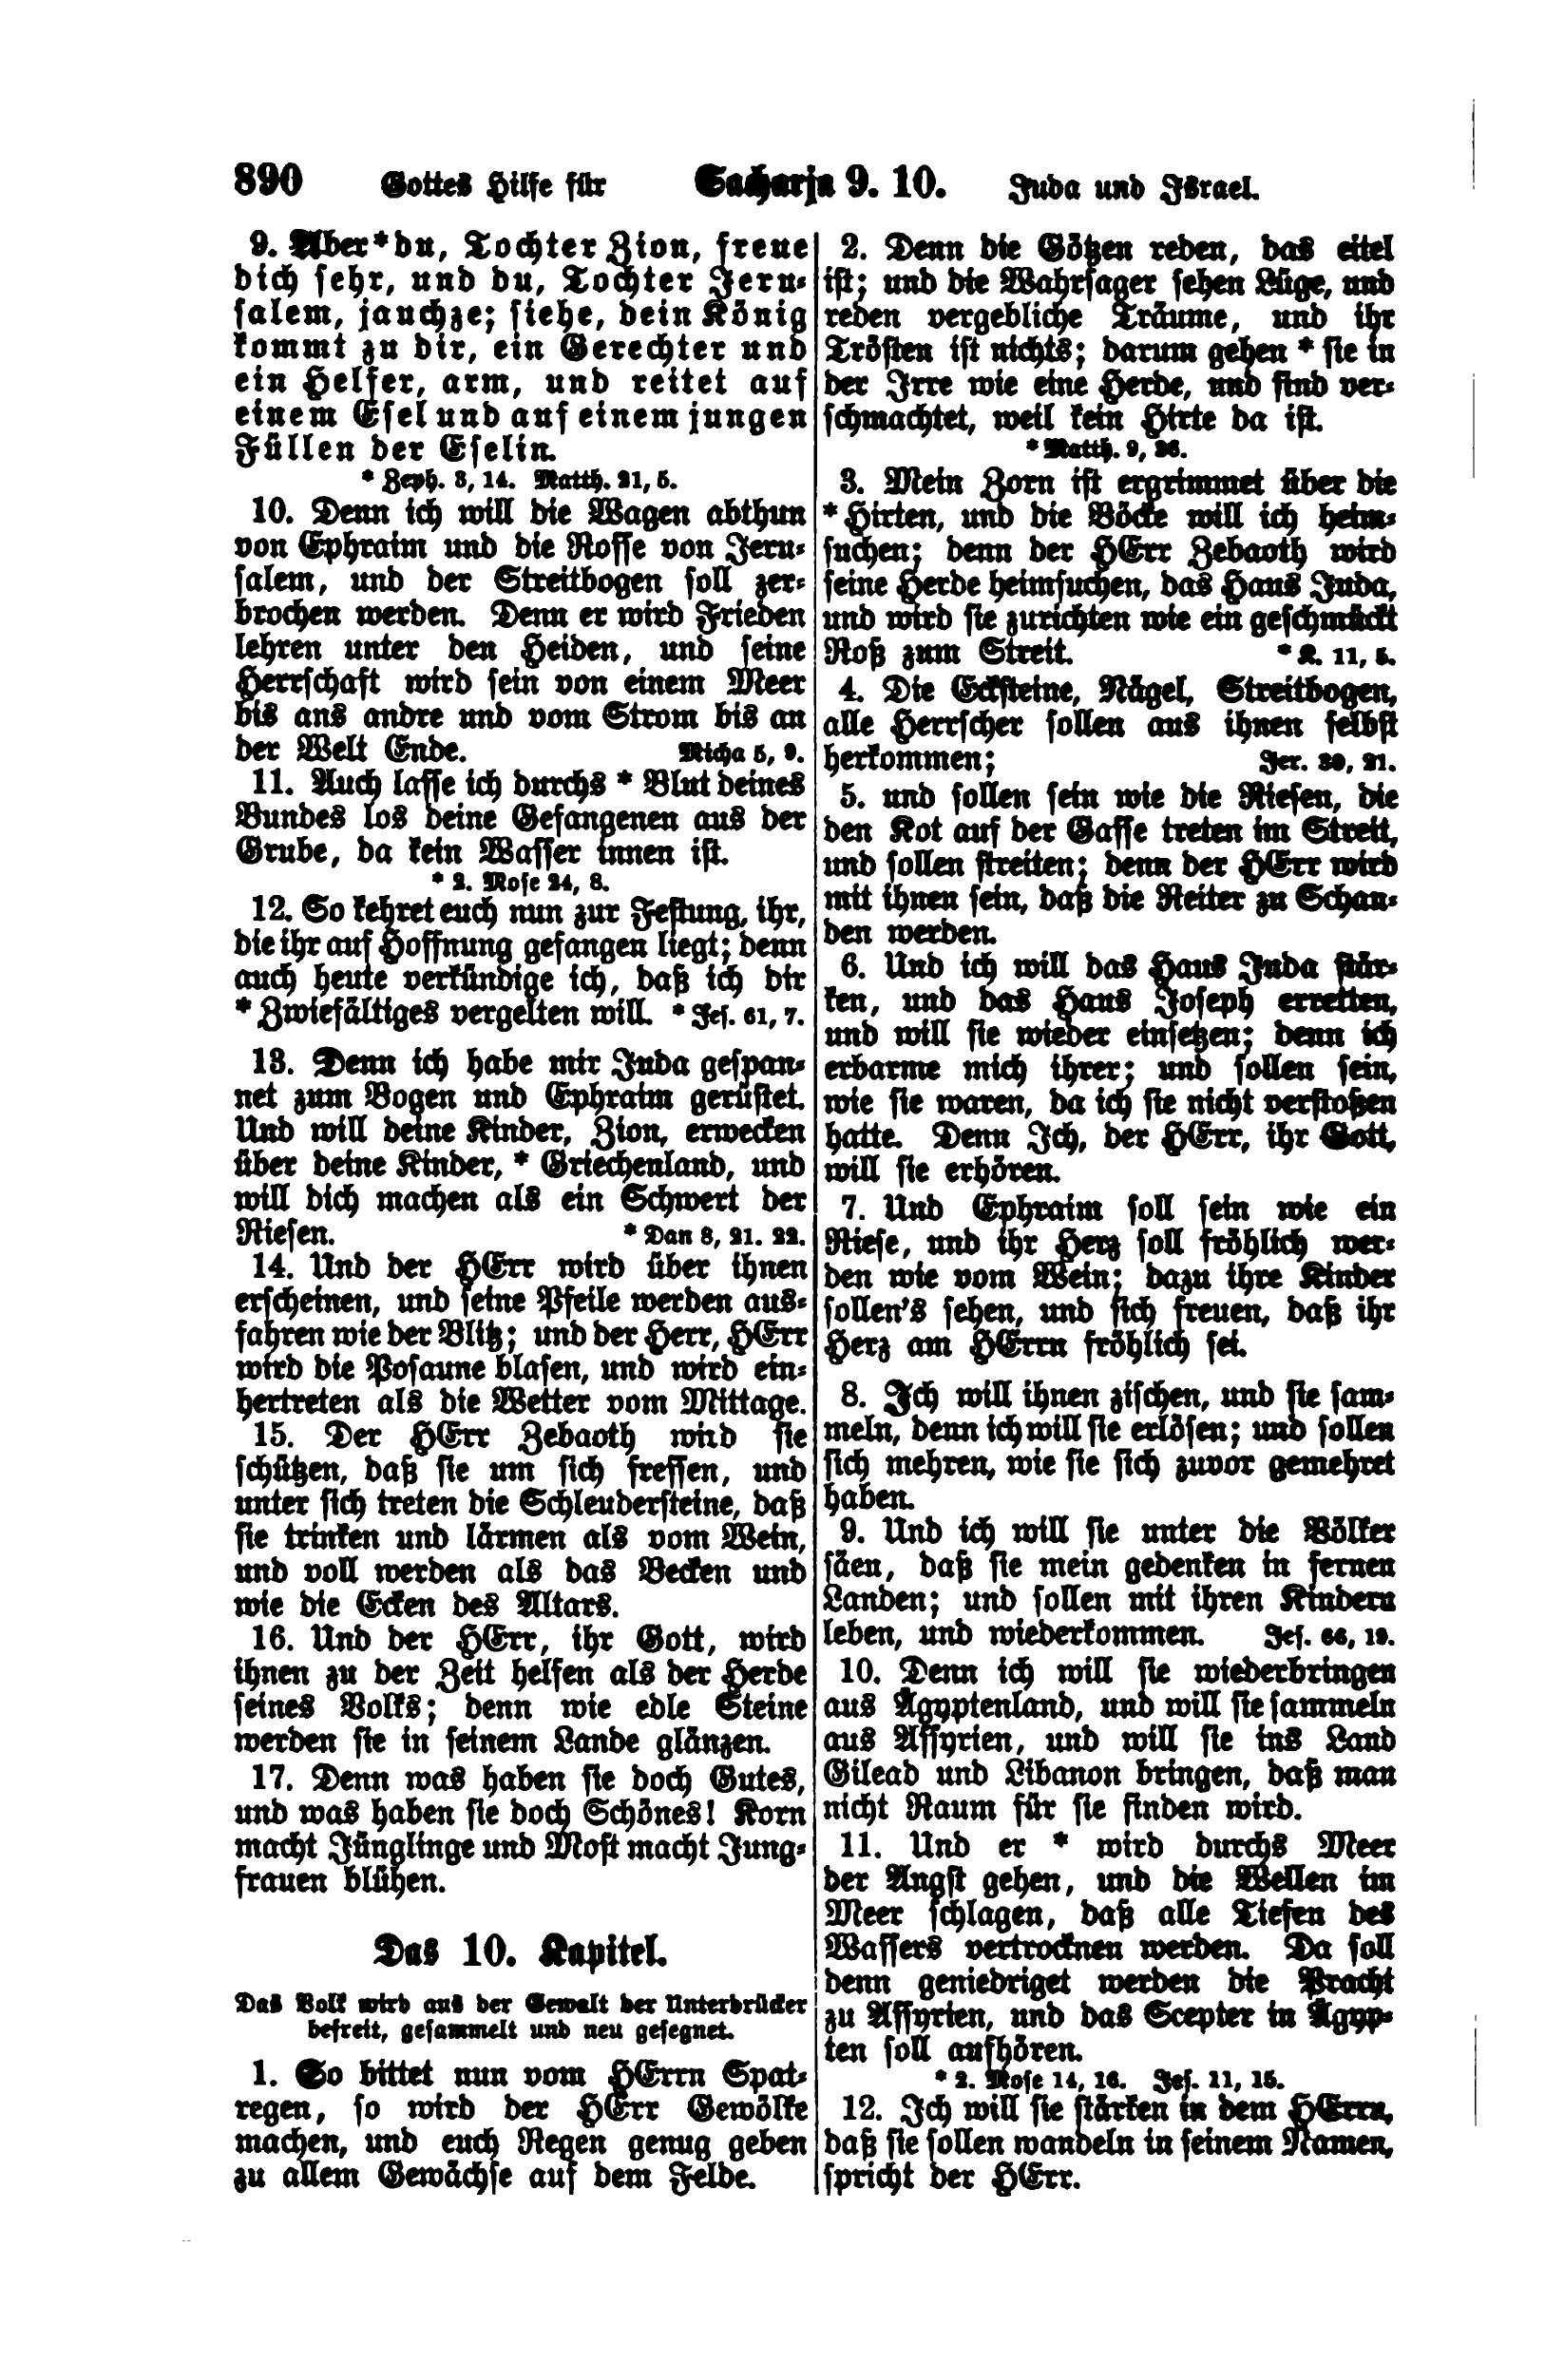 890 Gottes Hilfe für Sacharja 9. 10. Juda und Israel.
9. Aber * du, Tochter Zion, freue
dich sehr, und du, Tochter Jeru-
salem, jauchze; siehe, dein König
kommt zu dir, ein Gerechter und
ein Helfer, arm, und reitet auf
einem Esel und auf einem jungen
Füllen der Eselin.
* Zeph. 3, 14. Matth. 21, 5.
10. Denn ich will die Wagen abthun
von Ephraim und die Rosse von Jeru-
salem, und der Streitbogen soll zer-
brochen werden. Denn er wird Frieden
lehren unter den Heiden, und seine
Herrschaft wird sein von einem Meer
bis ans andre und vom Strom bis an
der Welt Ende. Micha 5, 9.
11. Auch lasse ich durchs * Blut deines
Bundes los deine Gefangenen aus der
Grube, da kein Wasser innen ist.
* 2. Mose 24, 8.
12. So kehret euch nun zur Festung, ihr,
die ihr auf Hoffnung gefangen liegt; denn
auch heute verkündige ich, daß ich dir
* Zwiefältiges vergelten will. * Jes. 61, 7.
13. Denn ich habe mir Juda gespan-
net zum Bogen und Ephraim gerüstet.
Und will deine Kinder, Zion, erwecken
über deine Kinder, * Griechenland, und
will dich machen als ein Schwert der
Riesen. * Dan 8, 21. 22.
14. Und der HErr wird über ihnen
erscheinen, und seine Pfeile werden aus-
fahren wie der Blitz; und der Herr, HErr
wird die Posaune blasen, und wird ein-
hertreten als die Wetter vom Mittage.
15. Der HErr Zebaoth wird sie
schützen, daß sie um sich fressen, und
unter sich treten die Schleudersteine, daß
sie trinken und lärmen als vom Wein,
und voll werden als das Becken und
wie die Ecken des Altars.
16. Und der HErr, ihr Gott, wird
ihnen zu der Zeit helfen als der Herde
seines Volks; denn wie edle Steine
werden sie in seinem Lande glänzen.
17. Denn was haben sie doch Gutes,
und was haben sie doch Schönes! Korn
macht Jünglinge und Most macht Jung-
frauen blühen.
Das 10. Kapitel.
Das Volk wird aus der Gewalt der Unterdrücker
befreit, gesammelt und neu gesegnet.
1. So bittet nun vom HErrn Spat-
regen, so wird der HErr Gewölke
machen, und euch Regen genug geben
zu allem Gewächse auf dem Felde.
2. Denn die Götzen reden, das eitel
ist; und die Wahrsager sehen Lüge, und
reden vergebliche Träume, und ihr
Trösten ist nichts; darum gehen * sie in
der Irre wie eine Herde, und sind ver-
schmachtet, weil kein Hirte da ist.
* Matth. 9, 36.
3. Mein Zorn ist ergrimmet über die
* Hirten, und die Böcke will ich heim-
suchen; denn der HErr Zebaoth wird
seine Herde heimsuchen, das Haus Juda,
und wird sie zurichten wie ein geschmückt
Roß zum Streit. * K. 11, 5.
4. Die Ecksteine, Nägel, Streitbogen,
alle Herrscher sollen aus ihnen selbst
herkommen; Jer. 30, 21.
5. und sollen sein wie die Riesen, die
den Kot auf der Gasse treten im Streit,
und sollen streiten; denn der HErr wird
mit ihnen sein, daß die Reiter zu Schan-
den werden.
6. Und ich will das Haus Juda stär-
ken, und das Haus Joseph erretten,
und will sie wieder einsetzen; denn ich
erbarme mich ihrer; und sollen sein,
wie sie waren, da ich sie nicht verstoßen
hatte. Denn Ich, der HErr, ihr Gott,
will sie erhören.
7. Und Ephraim soll sein wie ein
Riese, und ihr Herz soll fröhlich wer-
den wie vom Wein; dazu ihre Kinder
sollen's sehen, und sich freuen, daß ihr
Herz am HErrn fröhlich sei.
8. Ich will ihnen zischen, und sie sam-
meln, denn ich will sie erlösen; und sollen
sich mehren, wie sie sich zuvor gemehret
haben.
9. Und ich will sie unter die Völker
säen, daß sie mein gedenken in fernen
Landen; und sollen mit ihren Kindern
leben, und wiederkommen. Jes. 66, 19.
10. Denn ich will sie wiederbringen
aus Ägyptenland, und will sie sammeln
aus Assyrien, und will sie ins Land
Gilead und Libanon bringen, daß man
nicht Raum für sie finden wird.
11. Und er * wird durchs Meer
der Angst gehen, und die Wellen im
Meer schlagen, daß alle Tiefen des
Wassers vertrocknen werden. Da soll
denn geniedriget werden die Pracht
zu Assyrien, und das Scepter in Ägyp-
ten soll aufhören.
* 2. Mose 14, 16. Jes. 11, 15.
12. Ich will sie stärken in dem HErrn,
daß sie sollen wandeln in seinem Namen,
spricht der HErr.